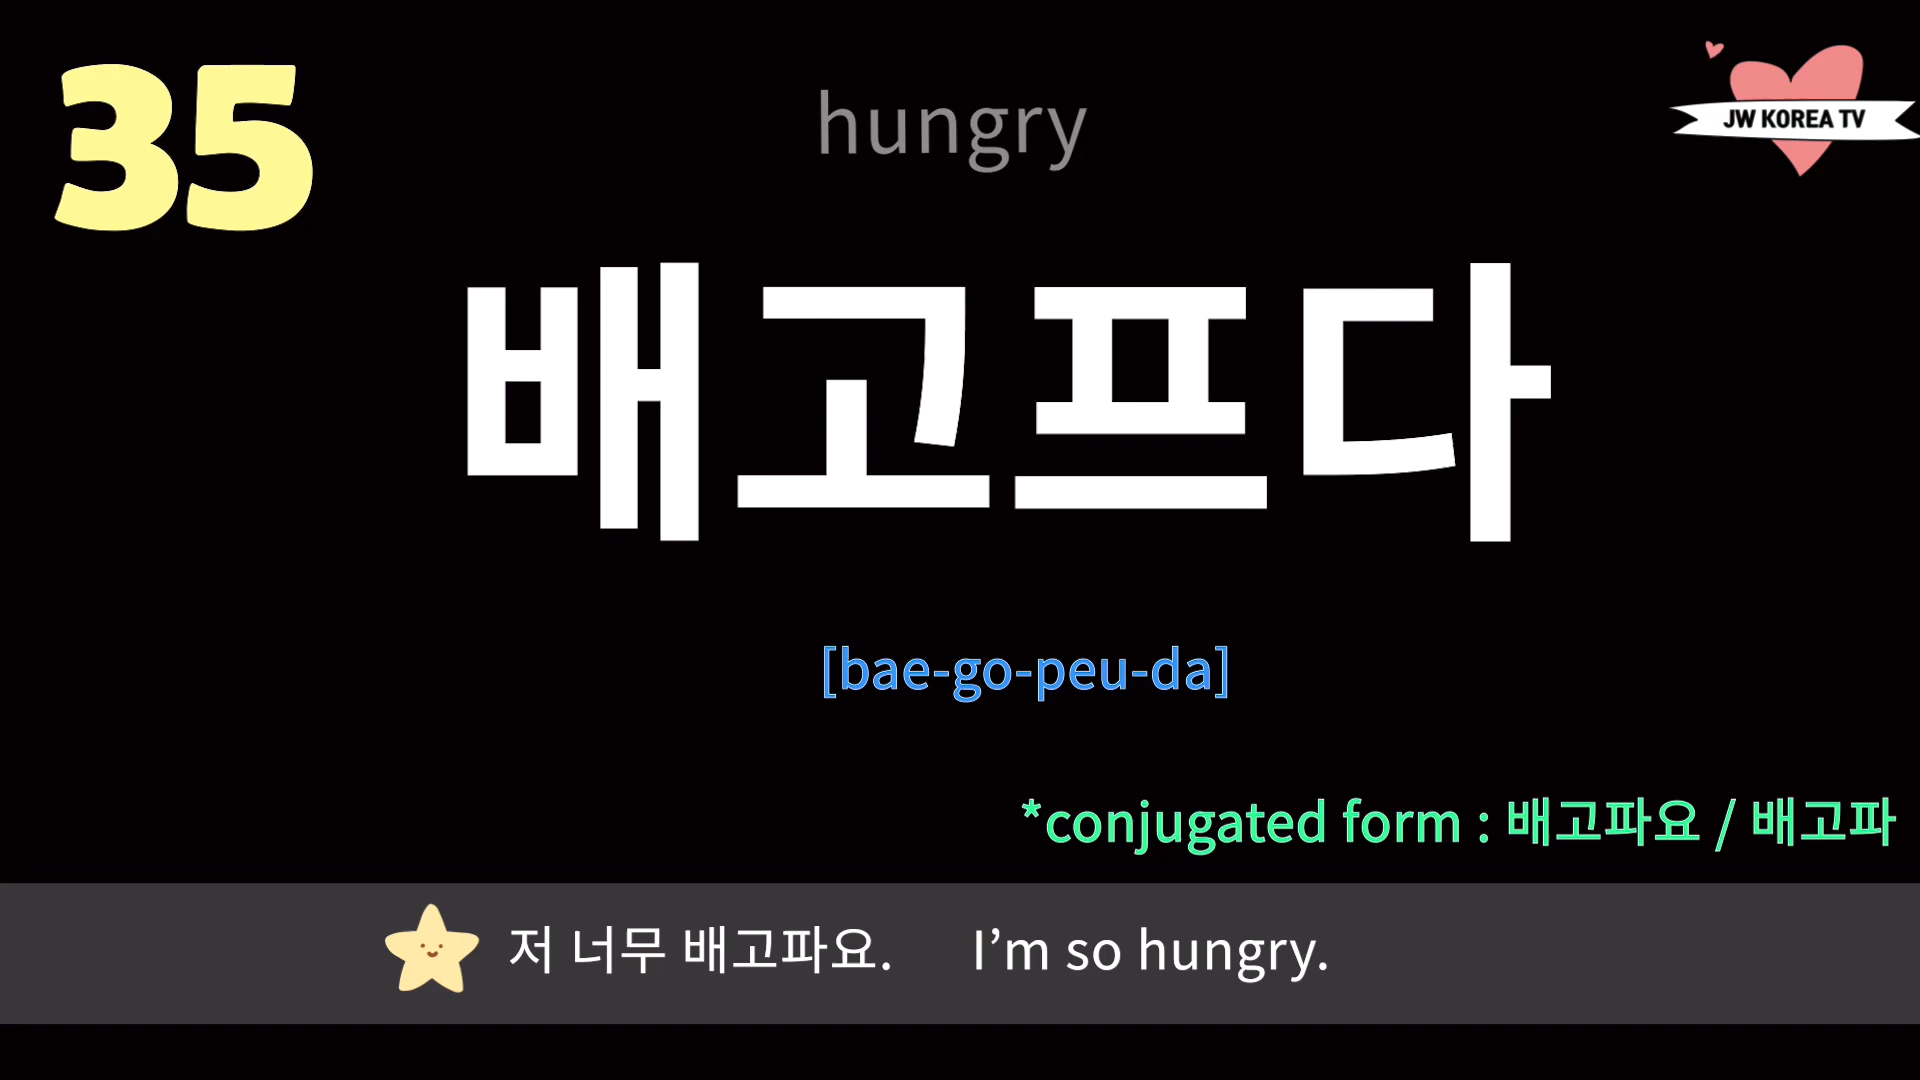 35
hungry
JW KOREA TV
배고프다
[bae-go-peu-da]
*conjugated form : 배고파요 / 배고파
저 너무 배고파요. I’m so hungry.